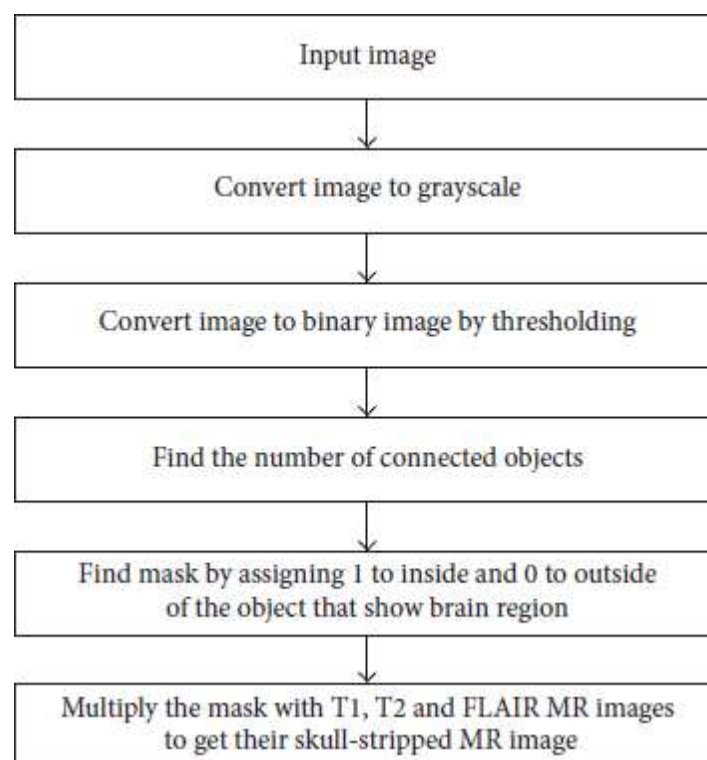 Input image
Convert image to grayscale
Convert image to binary image by thresholding
Find the number of connected objects
Find mask by assigning 1 to inside and 0 to outside
of the object that show brain region
Multiply the mask with T1, T2 and FLAIR MR images
to get their skull-stripped MR image